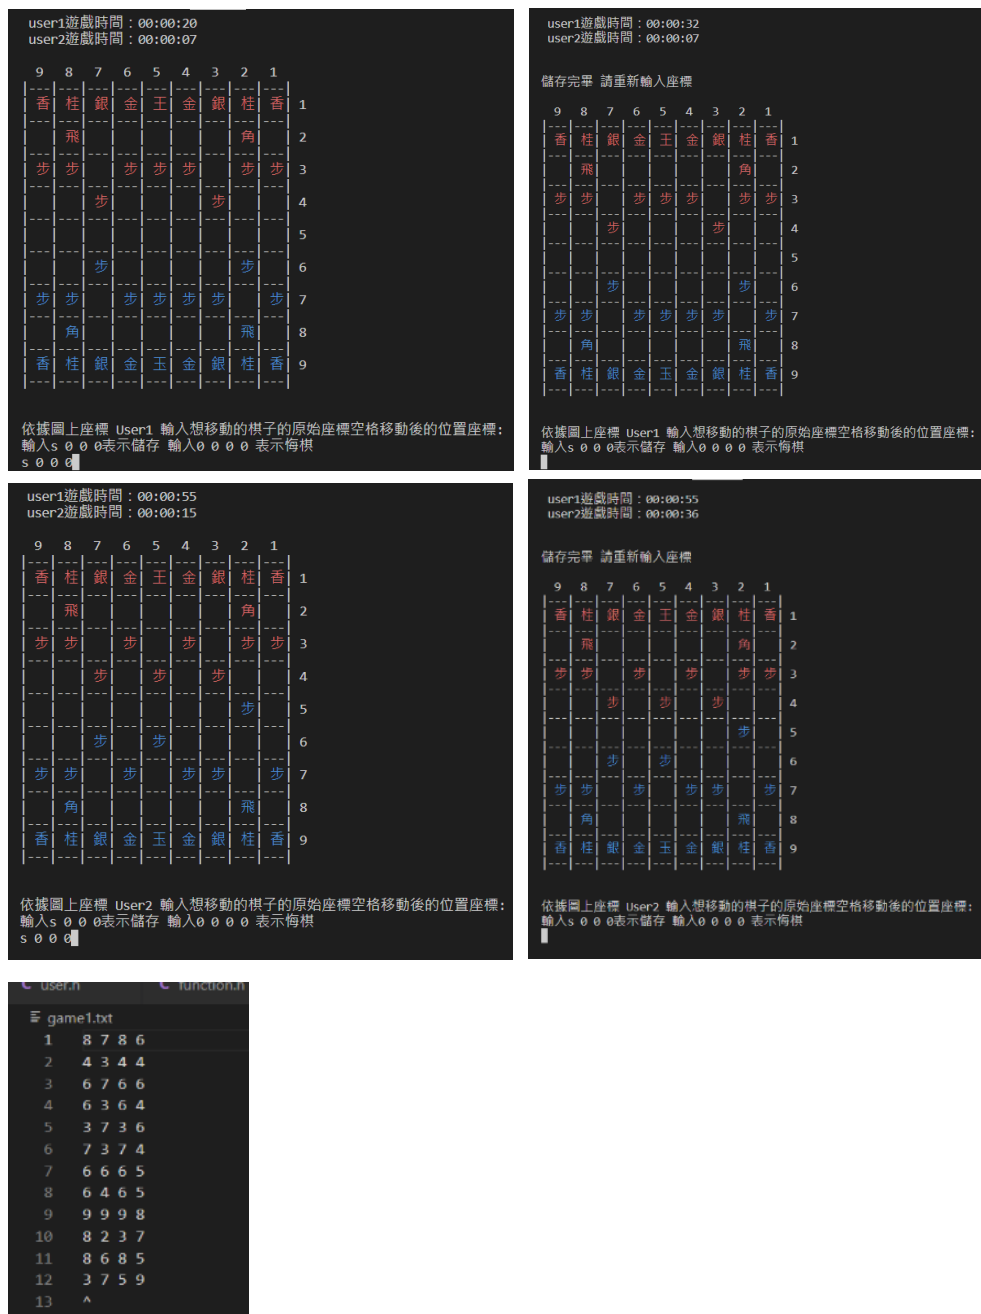 user1遊戲時間：00:00:20
user2遊戲時間：00:00:07
9 8 7 6 5 4 3 2 1
|---|---|---|---|---|---|---|---|---|
| 香| 桂| 銀| 金| 王| 金| 銀| 桂| 香| 1
|---|---|---|---|---|---|---|---|---|
| | 飛| | | | | | 角| | 2
|---|---|---|---|---|---|---|---|---|
| 步| 步| | 步| 步| 步| | 步| 步| 3
|---|---|---|---|---|---|---|---|---|
| | | 步| | | | 步| | | 4
|---|---|---|---|---|---|---|---|---|
| | | | | | | | | | 5
|---|---|---|---|---|---|---|---|---|
| | | 步| | | | | 步| | 6
|---|---|---|---|---|---|---|---|---|
| 步| 步| | 步| 步| 步| 步| | 步| 7
|---|---|---|---|---|---|---|---|---|
| | 角| | | | | | 飛| | 8
|---|---|---|---|---|---|---|---|---|
| 香| 桂| 銀| 金| 玉| 金| 銀| 桂| 香| 9
|---|---|---|---|---|---|---|---|---|
依據圖上座標 User1 輸入想移動的棋子的原始座標空格移動後的位置座標:
輸入s 0 0 0表示儲存 輸入0 0 0 0 表示悔棋
s 0 0 0
user1遊戲時間：00:00:32
user2遊戲時間：00:00:07
儲存完畢 請重新輸入座標
9 8 7 6 5 4 3 2 1
|---|---|---|---|---|---|---|---|---|
| 香| 桂| 銀| 金| 王| 金| 銀| 桂| 香| 1
|---|---|---|---|---|---|---|---|---|
| | 飛| | | | | | 角| | 2
|---|---|---|---|---|---|---|---|---|
| 步| 步| | 步| 步| 步| | 步| 步| 3
|---|---|---|---|---|---|---|---|---|
| | | 步| | | | 步| | | 4
|---|---|---|---|---|---|---|---|---|
| | | | | | | | | | 5
|---|---|---|---|---|---|---|---|---|
| | | 步| | | | | 步| | 6
|---|---|---|---|---|---|---|---|---|
| 步| 步| | 步| 步| 步| 步| | 步| 7
|---|---|---|---|---|---|---|---|---|
| | 角| | | | | | 飛| | 8
|---|---|---|---|---|---|---|---|---|
| 香| 桂| 銀| 金| 玉| 金| 銀| 桂| 香| 9
|---|---|---|---|---|---|---|---|---|
依據圖上座標 User1 輸入想移動的棋子的原始座標空格移動後的位置座標:
輸入s 0 0 0表示儲存 輸入0 0 0 0 表示悔棋
user1遊戲時間：00:00:55
user2遊戲時間：00:00:15
9 8 7 6 5 4 3 2 1
|---|---|---|---|---|---|---|---|---|
| 香| 桂| 銀| 金| 王| 金| 銀| 桂| 香| 1
|---|---|---|---|---|---|---|---|---|
| | 飛| | | | | | 角| | 2
|---|---|---|---|---|---|---|---|---|
| 步| 步| | 步| | 步| | 步| 步| 3
|---|---|---|---|---|---|---|---|---|
| | | 步| | 步| | 步| | | 4
|---|---|---|---|---|---|---|---|---|
| | | | | | | | 步| | 5
|---|---|---|---|---|---|---|---|---|
| | | 步| | 步| | | | | 6
|---|---|---|---|---|---|---|---|---|
| 步| 步| | 步| | 步| 步| | 步| 7
|---|---|---|---|---|---|---|---|---|
| | 角| | | | | | 飛| | 8
|---|---|---|---|---|---|---|---|---|
| 香| 桂| 銀| 金| 玉| 金| 銀| 桂| 香| 9
|---|---|---|---|---|---|---|---|---|
依據圖上座標 User2 輸入想移動的棋子的原始座標空格移動後的位置座標:
輸入s 0 0 0表示儲存 輸入0 0 0 0 表示悔棋
s 0 0 0
user1遊戲時間：00:00:55
user2遊戲時間：00:00:36
儲存完畢 請重新輸入座標
9 8 7 6 5 4 3 2 1
|---|---|---|---|---|---|---|---|---|
| 香| 桂| 銀| 金| 王| 金| 銀| 桂| 香| 1
|---|---|---|---|---|---|---|---|---|
| | 飛| | | | | | 角| | 2
|---|---|---|---|---|---|---|---|---|
| 步| 步| | 步| | 步| | 步| 步| 3
|---|---|---|---|---|---|---|---|---|
| | | 步| | 步| | 步| | | 4
|---|---|---|---|---|---|---|---|---|
| | | | | | | | 步| | 5
|---|---|---|---|---|---|---|---|---|
| | | 步| | 步| | | | | 6
|---|---|---|---|---|---|---|---|---|
| 步| 步| | 步| | 步| 步| | 步| 7
|---|---|---|---|---|---|---|---|---|
| | 角| | | | | | 飛| | 8
|---|---|---|---|---|---|---|---|---|
| 香| 桂| 銀| 金| 玉| 金| 銀| 桂| 香| 9
|---|---|---|---|---|---|---|---|---|
依據圖上座標 User2 輸入想移動的棋子的原始座標空格移動後的位置座標:
輸入s 0 0 0表示儲存 輸入0 0 0 0 表示悔棋
C user.h C function.h
game1.txt
1 8 7 8 6
2 4 3 4 4
3 6 7 6 6
4 6 3 6 4
5 3 7 3 6
6 7 3 7 4
7 6 6 6 5
8 6 4 6 5
9 9 9 9 8
10 8 2 3 7
11 8 6 8 5
12 3 7 5 9
13 ^